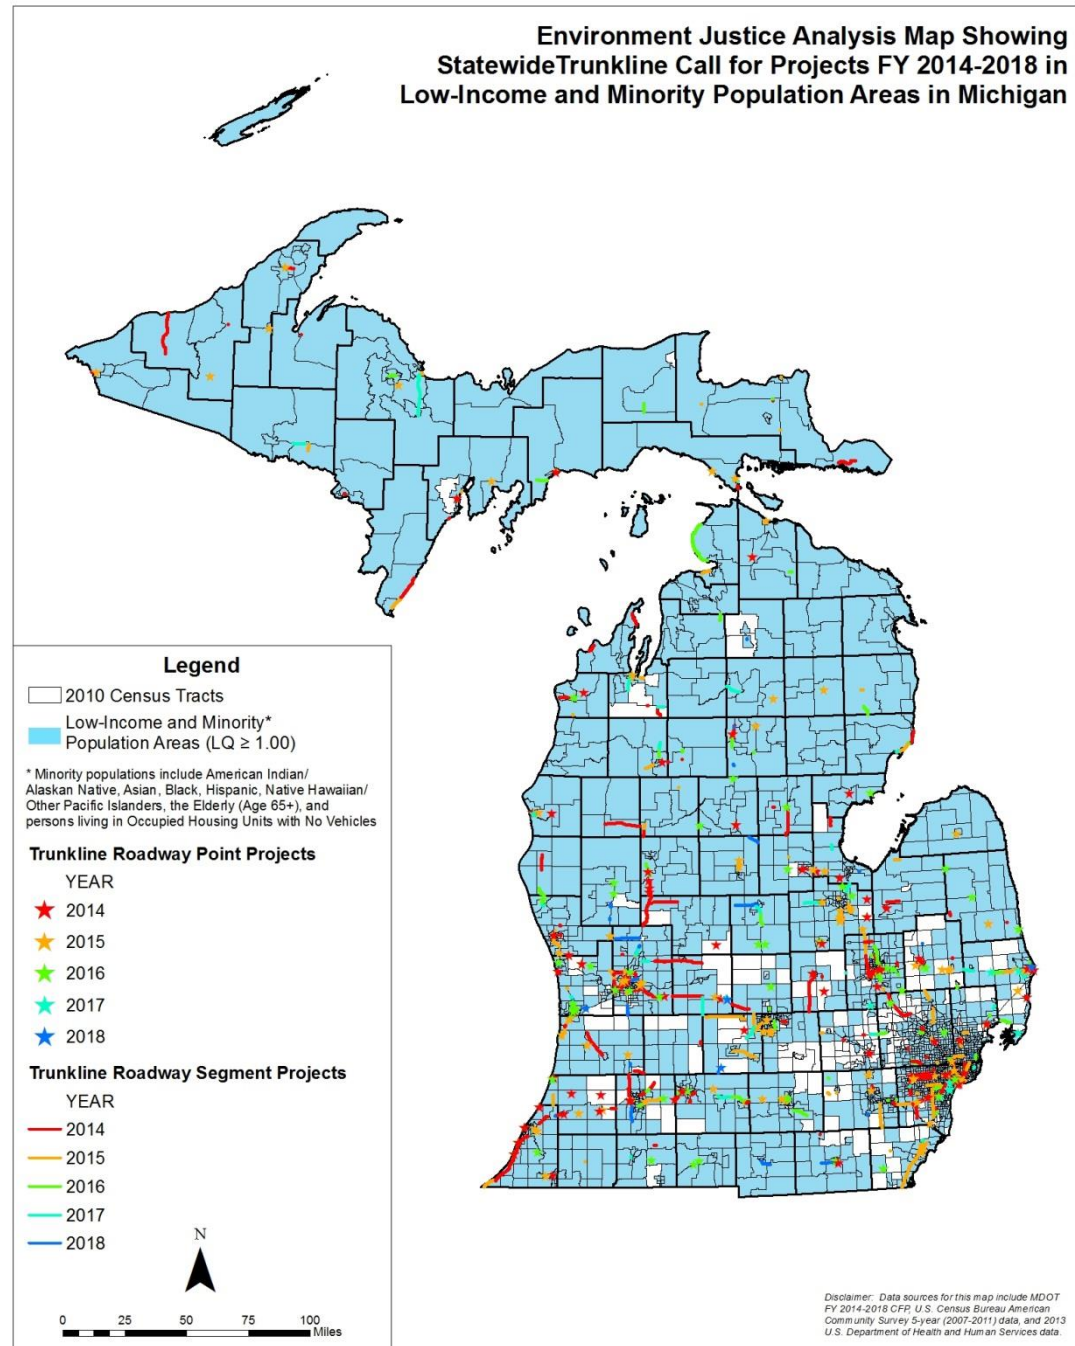 Environment Justice Analysis Map Showing
StatewideTrunkline Call for Projects FY 2014-2018 in
Low-Income and Minority Population Areas in Michigan
Legend
2010 Census Tracts
Low-Income and Minority*
Population Areas (LQ ≥ 1.00)
* Minority populations include American Indian/
Alaskan Native, Asian, Black, Hispanic, Native Hawaiian/
Other Pacific Islanders, the Elderly (Age 65+), and
persons living in Occupied Housing Units with No Vehicles
Trunkline Roadway Point Projects
YEAR
2014
2015
2016
2017
2018
Trunkline Roadway Segment Projects
YEAR
2014
2015
2016
2017
2018
N
0 25 50 75 100
Miles
Disclaimer: Data sources for this map include MDOT
FY 2014-2018 CFP, U.S. Census Bureau American
Community Survey 5-year (2007-2011) data, and 2013
U.S. Department of Health and Human Services data.